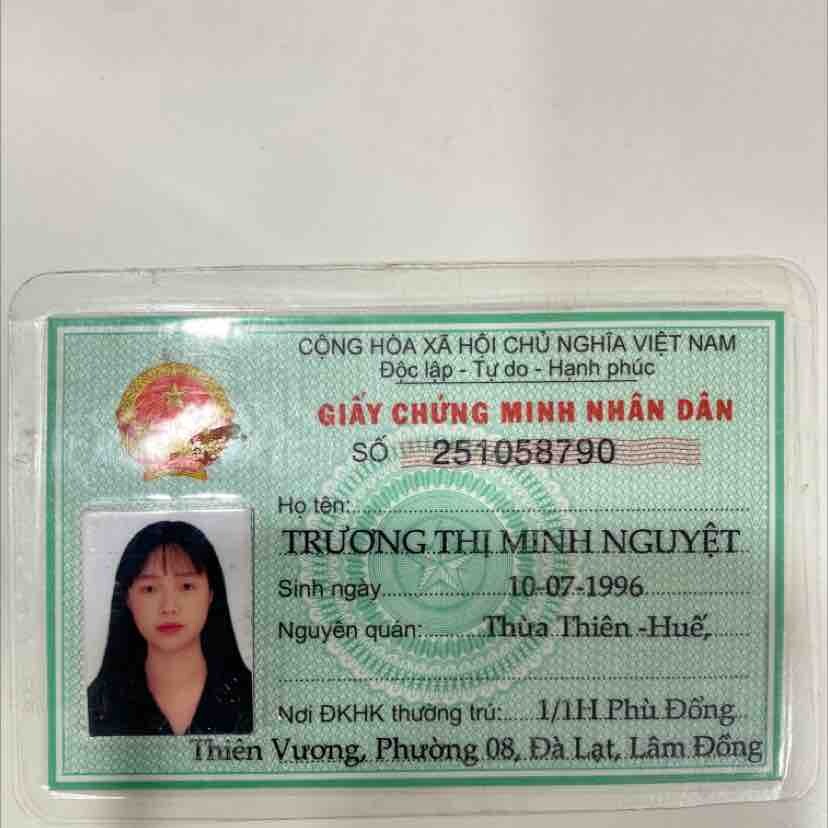 CỘNG HÒA XÃ HỘI CHỦ NGHĨA VIỆT NAM
Độc lập - Tự do - Hạnh phúc
GIẤY CHỨNG MINH NHÂN DÂN
SỐ 251058790
Họ tên:
TRƯƠNG THỊ MINH NGUYỆT
Sinh ngày 10-07-1996
Nguyên quán: Thừa Thiên -Huế,
Nơi ĐKHK thường trú: 1/1H Phù Đổng
Thiên Vương, Phường 08, Đà Lạt, Lâm Đồng